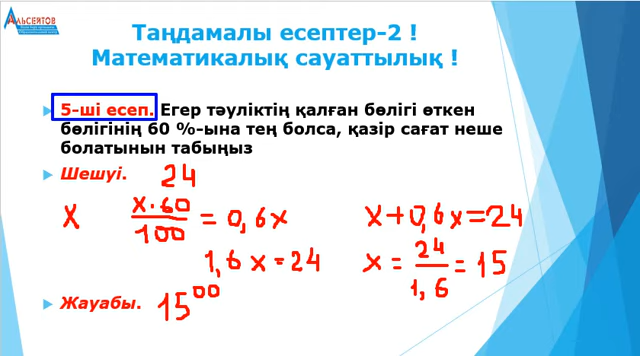 АЛЬСЕИТОВ
Таңдамалы есептер-2 !
Математикалық сауаттылық !
5-ші есеп. Егер тәуліктің қалған бөлігі өткен
бөлігінің 60 %-ына тең болса, қазір сағат неше
болатынын табыңыз
Шешуі. 24
x x·60/100 = 0,6x x+0,6x=24
1,6x=24 x = 24/1,6 = 15
Жауабы. 15⁰⁰